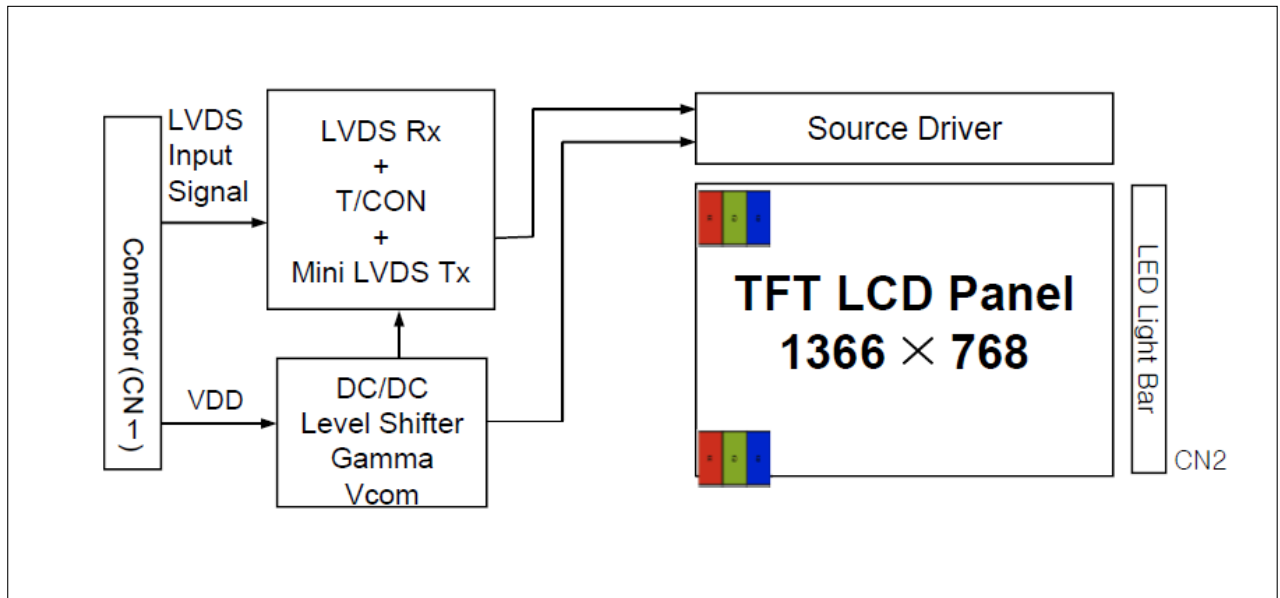 LVDS
Input
Signal
Connector (CN1)
VDD
LVDS Rx
+
T/CON
+
Mini LVDS Tx
DC/DC
Level Shifter
Gamma
Vcom
Source Driver
TFT LCD Panel
1366 × 768
LED Light Bar
CN2